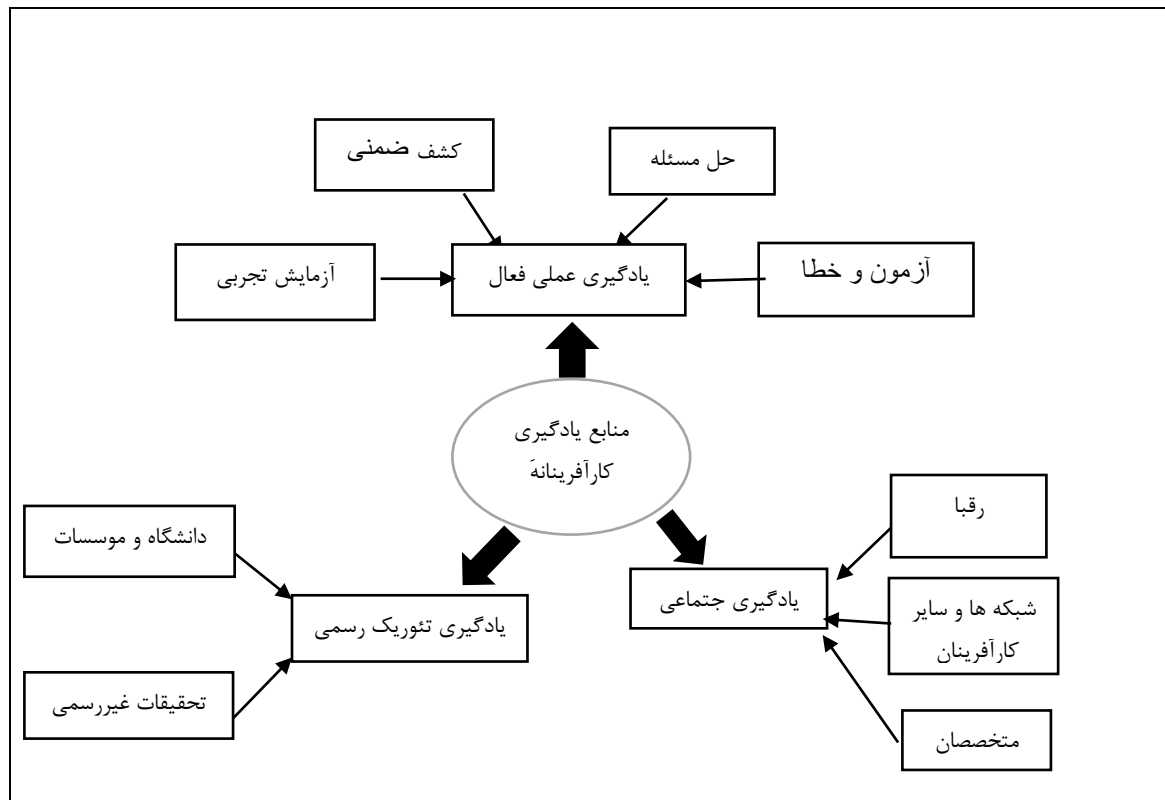 کشف ضمنی
حل مسئله
آزمایش تجربی
یادگیری عملی فعال
آزمون و خطا
منابع یادگیری
کارآفرینانهَ
رقبا
دانشگاه و موسسات
یادگیری تئوریک رسمی
یادگیری جتماعی
شبکه ها و سایر
کارآفرینان
تحقیقات غیررسمی
متخصصان